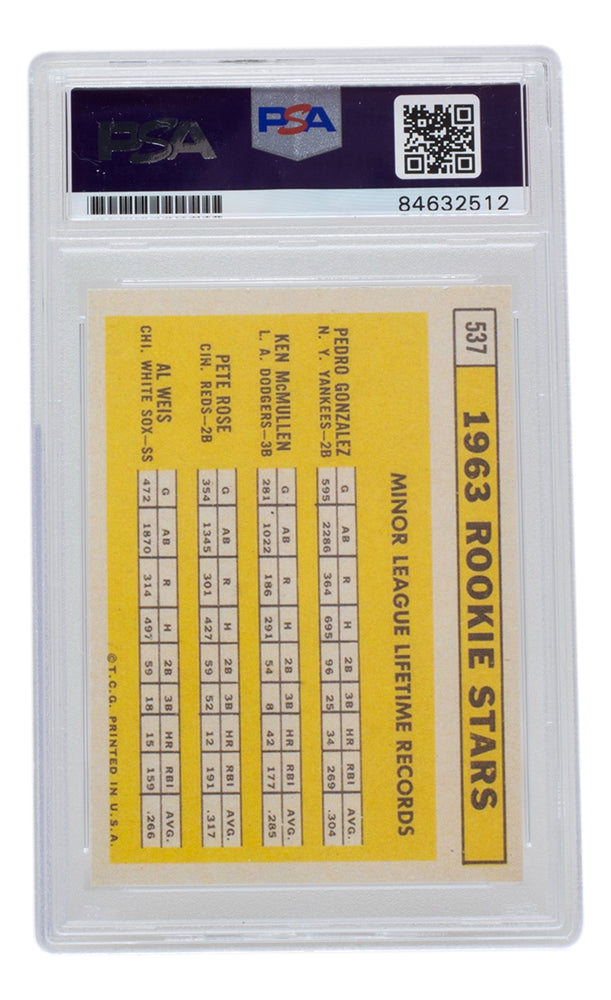 PSA
PSA
84632512
537
1963 ROOKIE STARS
MINOR LEAGUE LIFETIME RECORDS
PEDRO GONZALEZ
N. Y. YANKEES—2B
G AB R H 2B 3B HR RBI AVG.
595 2286 364 695 96 25 34 269 .304
KEN McMULLEN
L. A. DODGERS—3B
G AB R H 2B 3B HR RBI AVG.
281 1022 186 291 54 8 42 177 .285
PETE ROSE
CIN. REDS—2B
G AB R H 2B 3B HR RBI AVG.
354 1345 301 427 59 52 12 191 .317
AL WEIS
CHI. WHITE SOX—SS
G AB R H 2B 3B HR RBI AVG.
472 1870 314 497 59 18 15 159 .266
©T.C.G. PRINTED IN U.S.A.